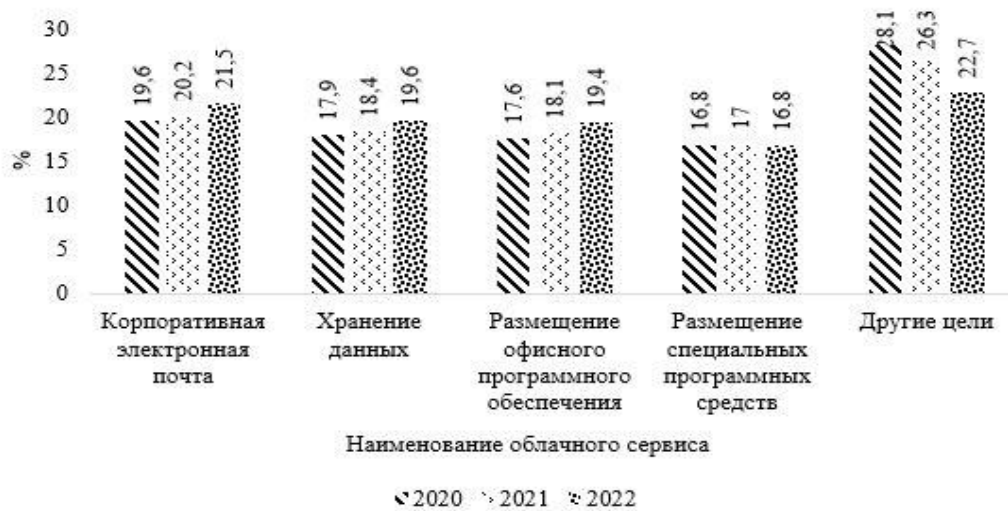 30
25
20
15
10
5
0
%
19,6
20,2
21,5
17,9
18,4
19,6
17,6
18,1
19,4
16,8
17
16,8
28,1
26,3
22,7
Корпоративная
электронная
почта
Хранение
данных
Размещение
офисного
программного
обеспечения
Размещение
специальных
программных
средств
Другие цели
Наименование облачного сервиса
2020 2021 2022